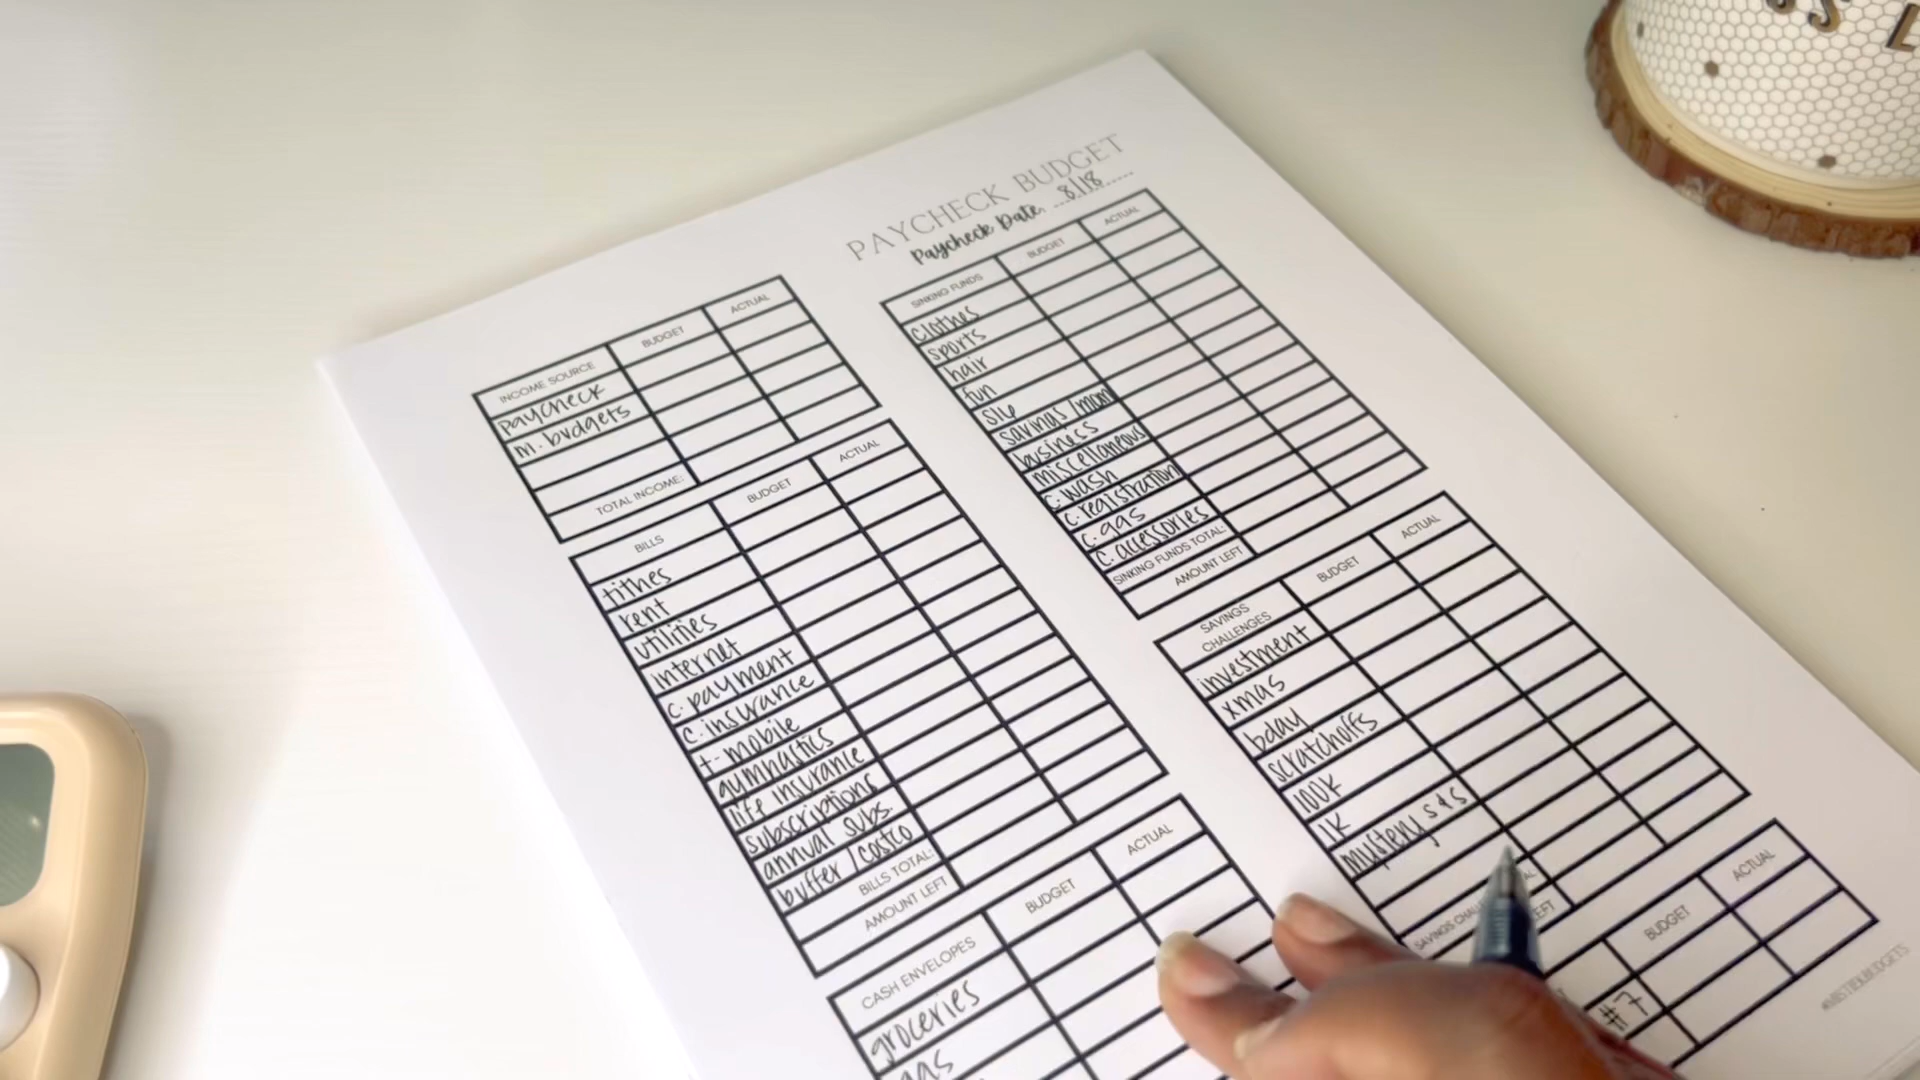 PAYCHECK BUDGET
Paycheck Date: 8/18
INCOME SOURCE BUDGET ACTUAL
paycheck
m. budgets
TOTAL INCOME:
BILLS BUDGET ACTUAL
tithes
rent
utilities
internet
c. payment
c. insurance
t-mobile
gymnastics
life insurance
subscriptions
annual subs.
buffer/costco
BILLS TOTAL:
AMOUNT LEFT
CASH ENVELOPES BUDGET ACTUAL
groceries
gas
SINKING FUNDS BUDGET ACTUAL
clothes
sports
hair
fun
slip
savings/mom
business
miscellaneous
c. wash
c. registration
c. gas
c. accessories
SINKING FUNDS TOTAL:
AMOUNT LEFT
SAVINGS CHALLENGES BUDGET ACTUAL
investment
xmas
bday
scratchoffs
100K
1K
mystery s&s
SAVINGS
BUDGET ACTUAL
#7